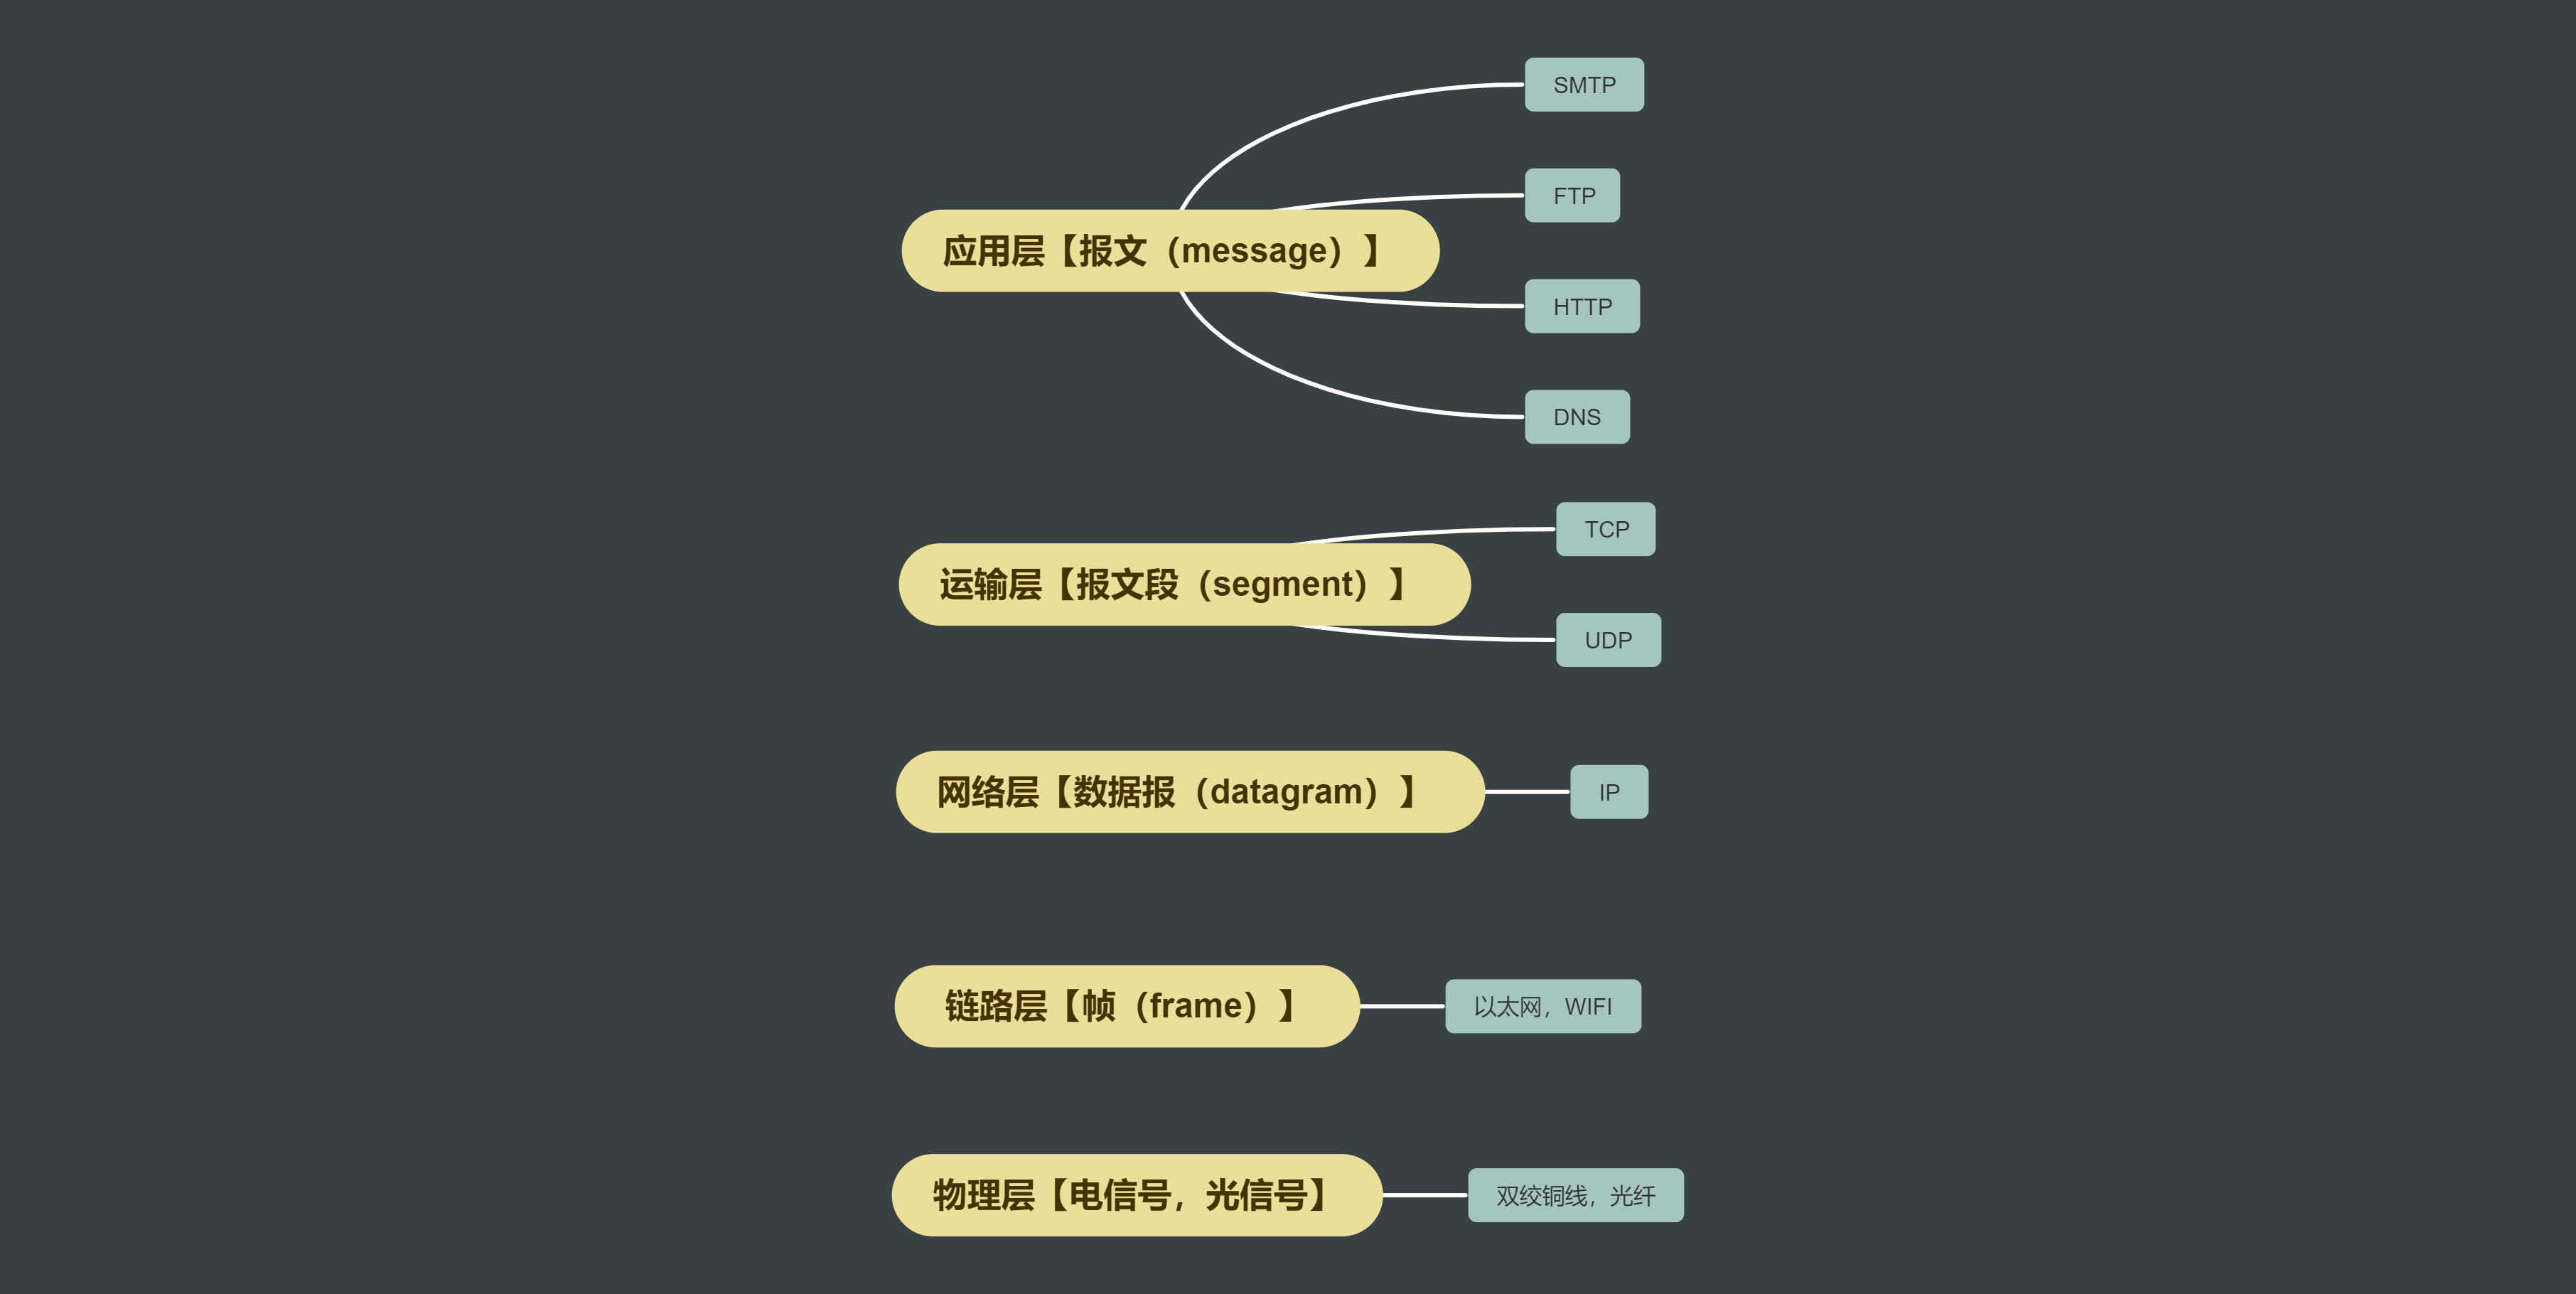 SMTP
FTP
应用层【报文（message）】
HTTP
DNS
TCP
运输层【报文段（segment）】
UDP
网络层【数据报（datagram）】
IP
链路层【帧（frame）】
以太网，WIFI
物理层【电信号，光信号】
双绞铜线，光纤